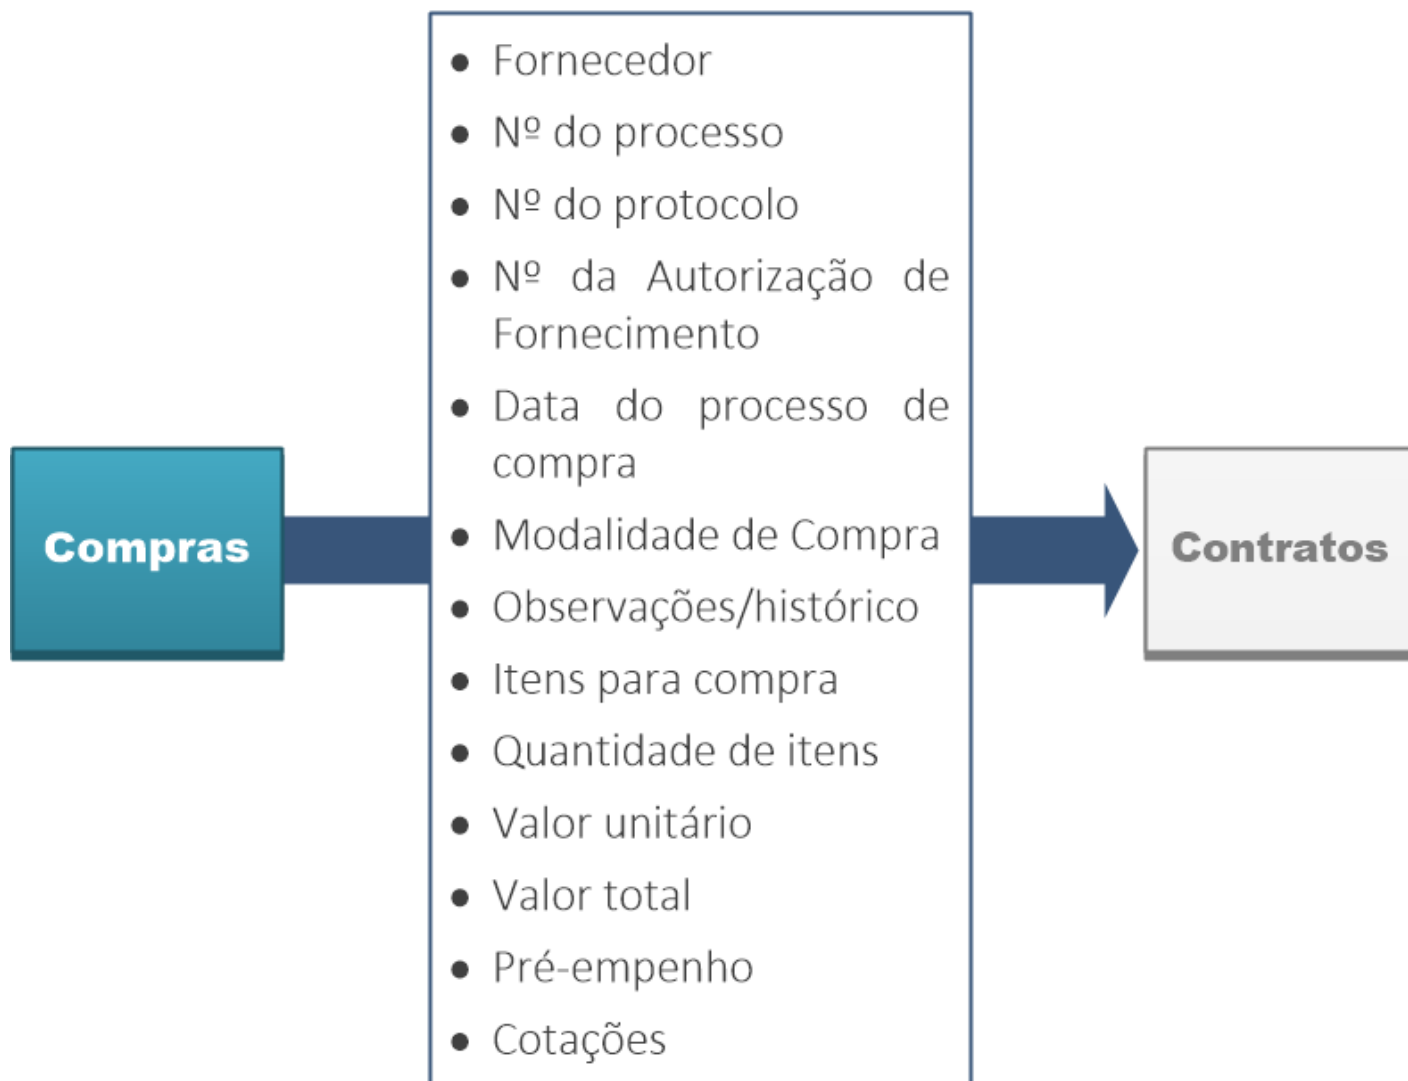 ● Fornecedor
● Nº do processo
● Nº do protocolo
● Nº da Autorização de
Fornecimento
● Data do processo de
compra
● Modalidade de Compra
● Observações/histórico
● Itens para compra
● Quantidade de itens
● Valor unitário
● Valor total
● Pré-empenho
● Cotações
Compras
Contratos